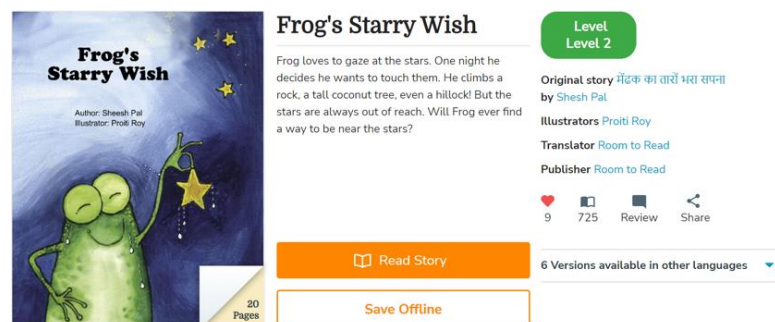 Frog's
Starry Wish
Author: Sheesh Pal
Illustrator: Proiti Roy
20
Pages
Frog's Starry Wish
Frog loves to gaze at the stars. One night he
decides he wants to touch them. He climbs a
rock, a tall coconut tree, even a hillock! But the
stars are always out of reach. Will Frog ever find
a way to be near the stars?
Read Story
Save Offline
Level
Level 2
Original story मेंढक का तारों भरा सपना
by Shesh Pal
Illustrators Proiti Roy
Translator Room to Read
Publisher Room to Read
9
725
Review
Share
6 Versions available in other languages